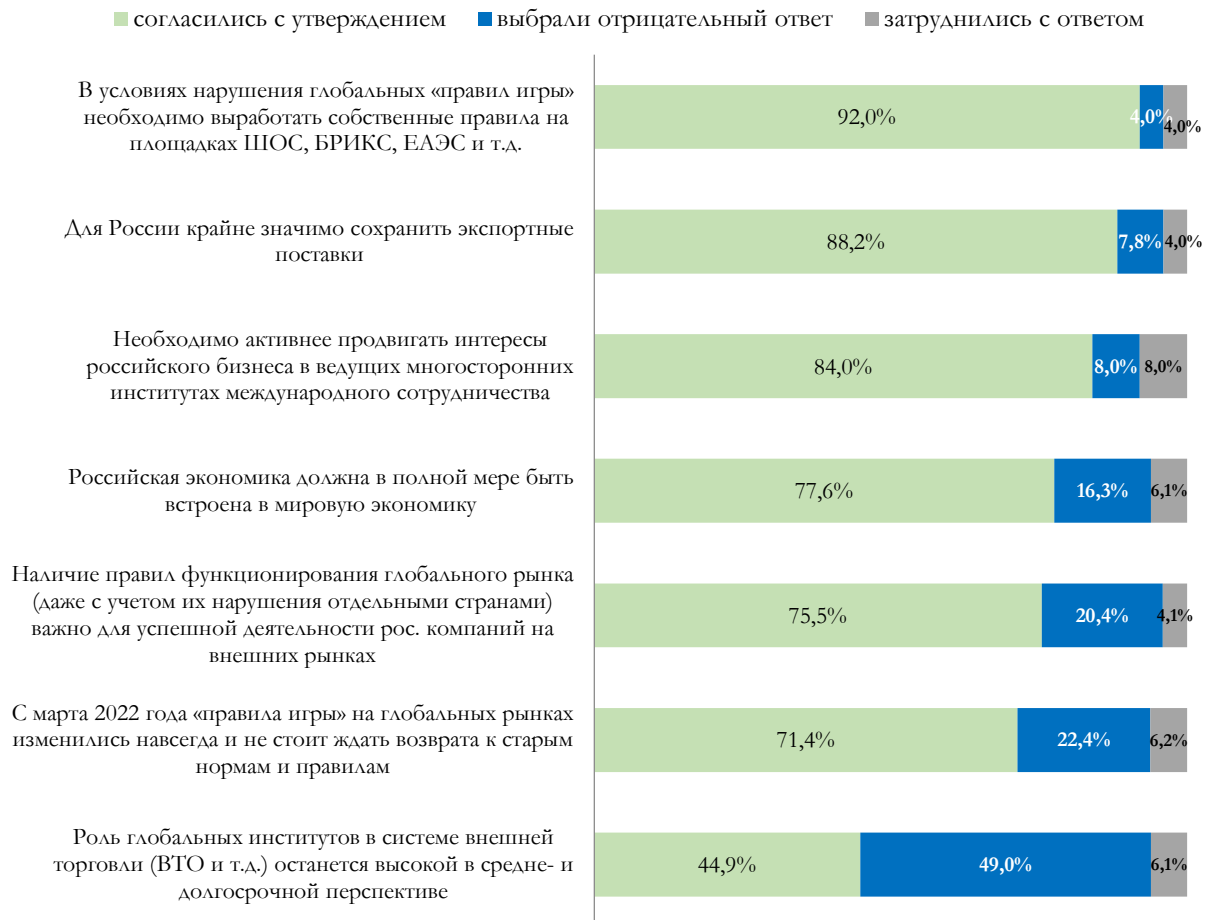 согласились с утверждением выбрали отрицательный ответ затруднились с ответом
В условиях нарушения глобальных «правил игры»
необходимо выработать собственные правила на
площадках ШОС, БРИКС, ЕАЭС и т.д.
92,0% 4,0% 4,0%
Для России крайне значимо сохранить экспортные
поставки
88,2% 7,8% 4,0%
Необходимо активнее продвигать интересы
российского бизнеса в ведущих многосторонних
институтах международного сотрудничества
84,0% 8,0% 8,0%
Российская экономика должна в полной мере быть
встроена в мировую экономику
77,6% 16,3% 6,1%
Наличие правил функционирования глобального рынка
(даже с учетом их нарушения отдельными странами)
важно для успешной деятельности рос. компаний на
внешних рынках
75,5% 20,4% 4,1%
С марта 2022 года «правила игры» на глобальных рынках
изменились навсегда и не стоит ждать возврата к старым
нормам и правилам
71,4% 22,4% 6,2%
Роль глобальных институтов в системе внешней
торговли (ВТО и т.д.) останется высокой в средне- и
долгосрочной перспективе
44,9% 49,0% 6,1%